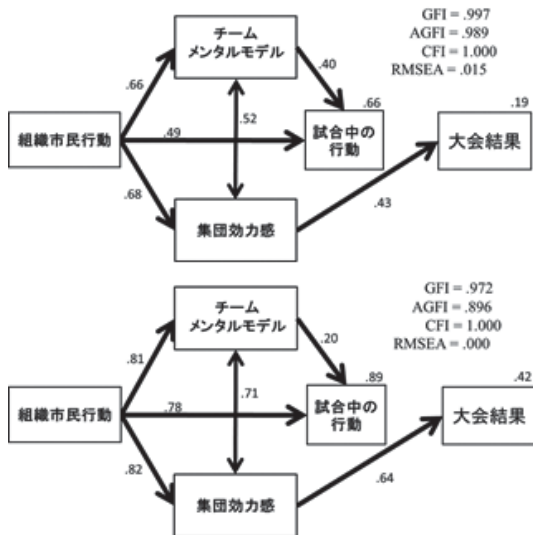 GFI = .997
AGFI = .989
CFI = 1.000
RMSEA = .015
チーム
メンタルモデル
.66
.40
.66
.19
組織市民行動
.49
.52
試合中の
行動
大会結果
.68
集団効力感
.43
GFI = .972
AGFI = .896
CFI = 1.000
RMSEA = .000
チーム
メンタルモデル
.81
.20
.89
.42
組織市民行動
.78
.71
試合中の
行動
大会結果
.82
集団効力感
.64